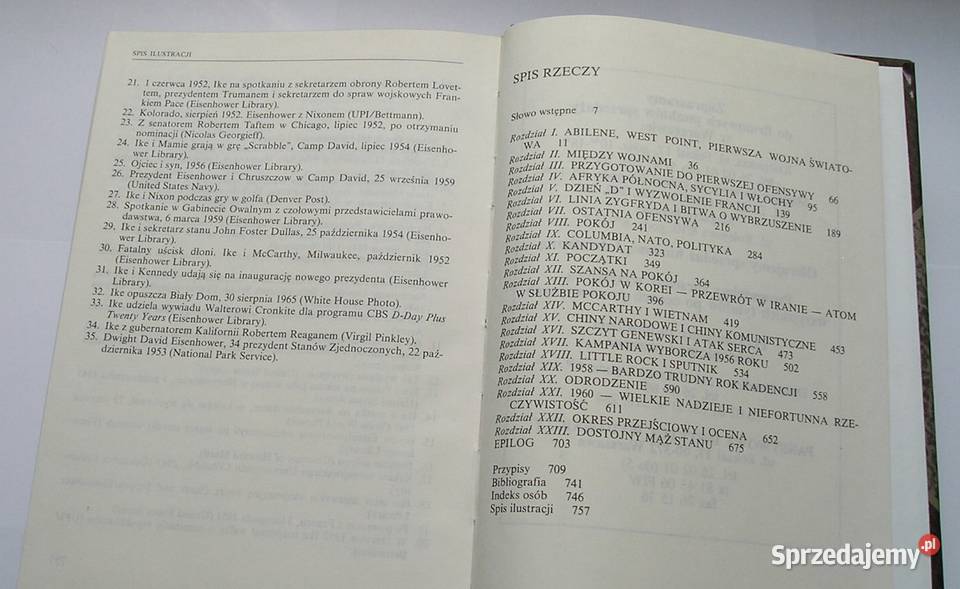 SPIS ILUSTRACJI
21. 1 czerwca 1952, Ike na spotkaniu z sekretarzem obrony Robertem Lovet-
tem, prezydentem Trumanem i sekretarzem do spraw wojskowych Fran-
kiem Pace (Eisenhower Library).
22. Kolorado, sierpień 1952. Eisenhower z Nixonem (UPI/Bettmann).
23. Z senatorem Robertem Taftem w Chicago, lipiec 1952, po otrzymaniu
nominacji (Nicolas Georgieff).
24. Ike i Mamie grają w grę „Scrabble", Camp David, lipiec 1954 (Eisenho-
wer Library).
25. Ojciec i syn, 1956 (Eisenhower Library).
26. Prezydent Eisenhower i Chruszczow w Camp David, 25 września 1959
(United States Navy).
27. Ike i Nixon podczas gry w golfa (Denver Post).
28. Spotkanie w Gabinecie Owalnym z czołowymi przedstawicielami prawo-
dawstwa, 6 marca 1959 (Eisenhower Library).
29. Ike i sekretarz stanu John Foster Dullas, 25 października 1954 (Eisenho-
wer Library).
30. Fatalny uścisk dłoni. Ike i McCarthy, Milwaukee, październik 1952
(Eisenhower Library).
31. Ike i Kennedy udają się na inaugurację nowego prezydenta (Eisenhower
Library).
32. Ike opuszcza Biały Dom, 30 sierpnia 1965 (White House Photo).
33. Ike udziela wywiadu Walterowi Cronkite dla programu CBS D-Day Plus
Twenty Years (Eisenhower Library).
34. Ike z gubernatorem Kalifornii Robertem Reaganem (Virgil Pinkley).
35. Dwight David Eisenhower, 34 prezydent Stanów Zjednoczonych, 22 paź-
dziernika 1953 (National Park Service).
SPIS RZECZY
Słowo wstępne 7
Rozdział I. ABILENE, WEST POINT, PIERWSZA WOJNA ŚWIATO-
WA 11
Rozdział II. MIĘDZY WOJNAMI 36
Rozdział III. PRZYGOTOWANIE DO PIERWSZEJ OFENSYWY 66
Rozdział IV. AFRYKA PÓŁNOCNA, SYCYLIA I WŁOCHY 95
Rozdział V. DZIEŃ „D" I WYZWOLENIE FRANCJI 139
Rozdział VI. LINIA ZYGFRYDA I BITWA O WYBRZUSZENIE 189
Rozdział VII. OSTATNIA OFENSYWA 216
Rozdział VIII. POKÓJ 241
Rozdział IX. COLUMBIA, NATO, POLITYKA 284
Rozdział X. KANDYDAT 323
Rozdział XI. POCZĄTKI 349
Rozdział XII. SZANSA NA POKÓJ 364
Rozdział XIII. POKÓJ W KOREI — PRZEWRÓT W IRANIE — ATOM
W SŁUŻBIE POKOJU 396
Rozdział XIV. MCCARTHY I WIETNAM 419
Rozdział XV. CHINY NARODOWE I CHINY KOMUNISTYCZNE 453
Rozdział XVI. SZCZYT GENEWSKI I ATAK SERCA 473
Rozdział XVII. KAMPANIA WYBORCZA 1956 ROKU 502
Rozdział XVIII. LITTLE ROCK I SPUTNIK 534
Rozdział XIX. 1958 — BARDZO TRUDNY ROK KADENCJI 558
Rozdział XX. ODRODZENIE 590
Rozdział XXI. 1960 — WIELKIE NADZIEJE I NIEFORTUNNA RZE-
CZYWISTOŚĆ 611
Rozdział XXII. OKRES PRZEJŚCIOWY I OCENA 652
Rozdział XXIII. DOSTOJNY MĄŻ STANU 675
EPILOG 703
Przypisy 709
Bibliografia 741
Indeks osób 746
Spis ilustracji 757
Sprzedajemy.pl